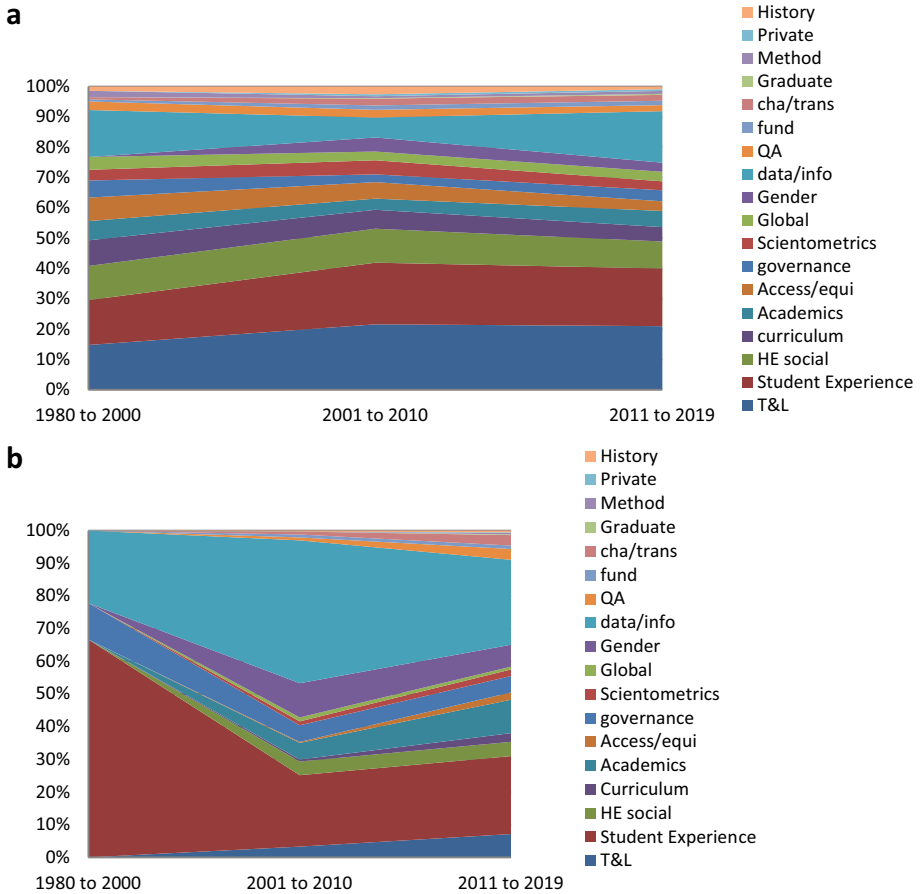 a
History
Private
Method
Graduate
cha/trans
fund
QA
data/info
Gender
Global
Scientometrics
governance
Access/equi
Academics
curriculum
HE social
Student Experience
T&L
100%
90%
80%
70%
60%
50%
40%
30%
20%
10%
0%
1980 to 2000 2001 to 2010 2011 to 2019
b
History
Private
Method
Graduate
cha/trans
fund
QA
data/info
Gender
Global
Scientometrics
governance
Access/equi
Academics
Curriculum
HE social
Student Experience
T&L
100%
90%
80%
70%
60%
50%
40%
30%
20%
10%
0%
1980 to 2000 2001 to 2010 2011 to 2019